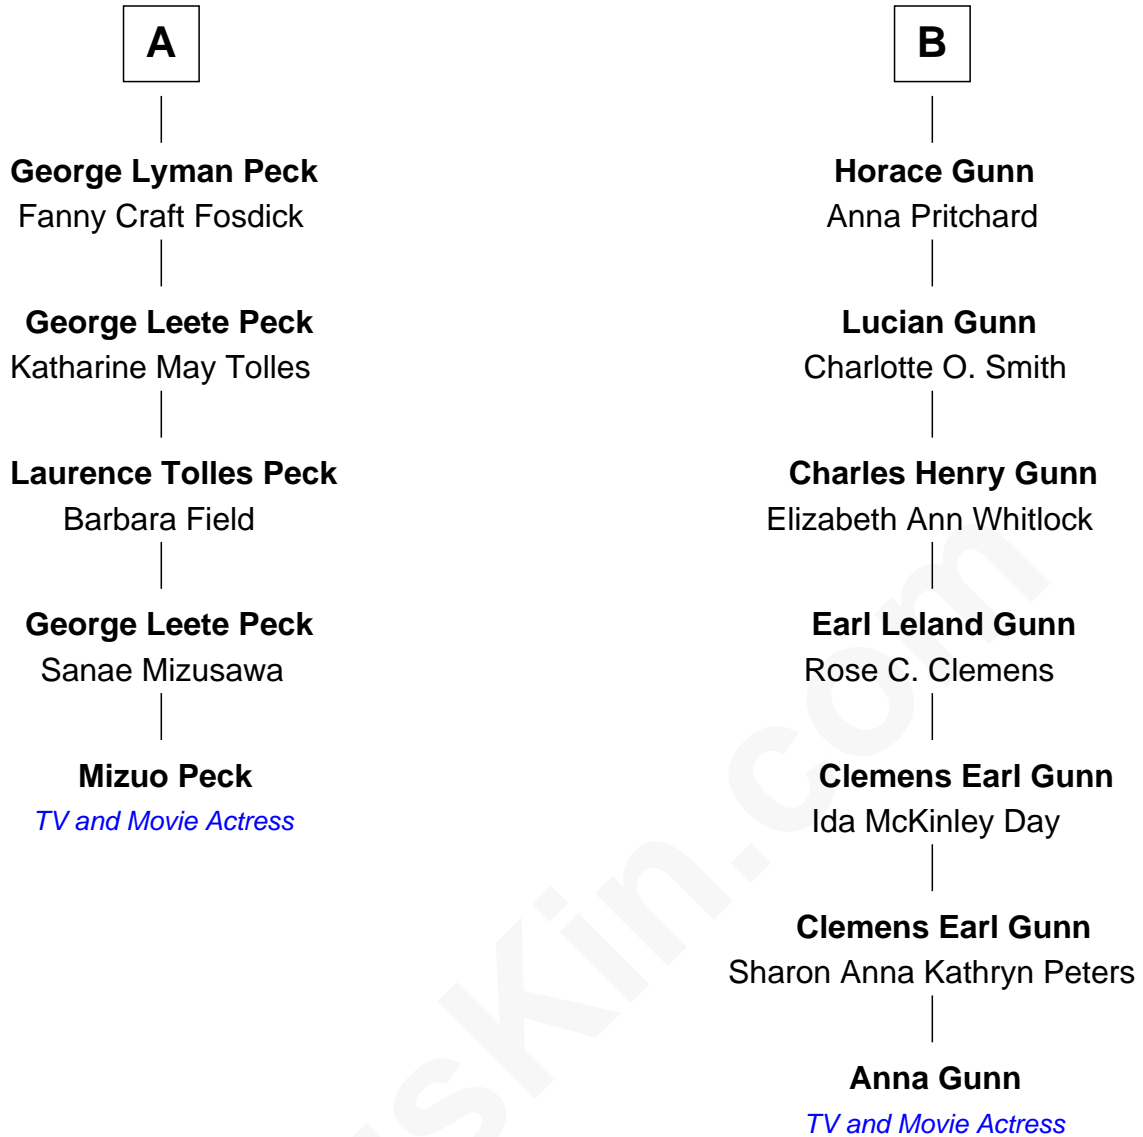 A
George Lyman Peck
Fanny Craft Fosdick
George Leete Peck
Katharine May Tolles
Laurence Tolles Peck
Barbara Field
George Leete Peck
Sanae Mizusawa
Mizuo Peck
TV and Movie Actress
B
Horace Gunn
Anna Pritchard
Lucian Gunn
Charlotte O. Smith
Charles Henry Gunn
Elizabeth Ann Whitlock
Earl Leland Gunn
Rose C. Clemens
Clemens Earl Gunn
Ida McKinley Day
Clemens Earl Gunn
Sharon Anna Kathryn Peters
Anna Gunn
TV and Movie Actress
usKin.com